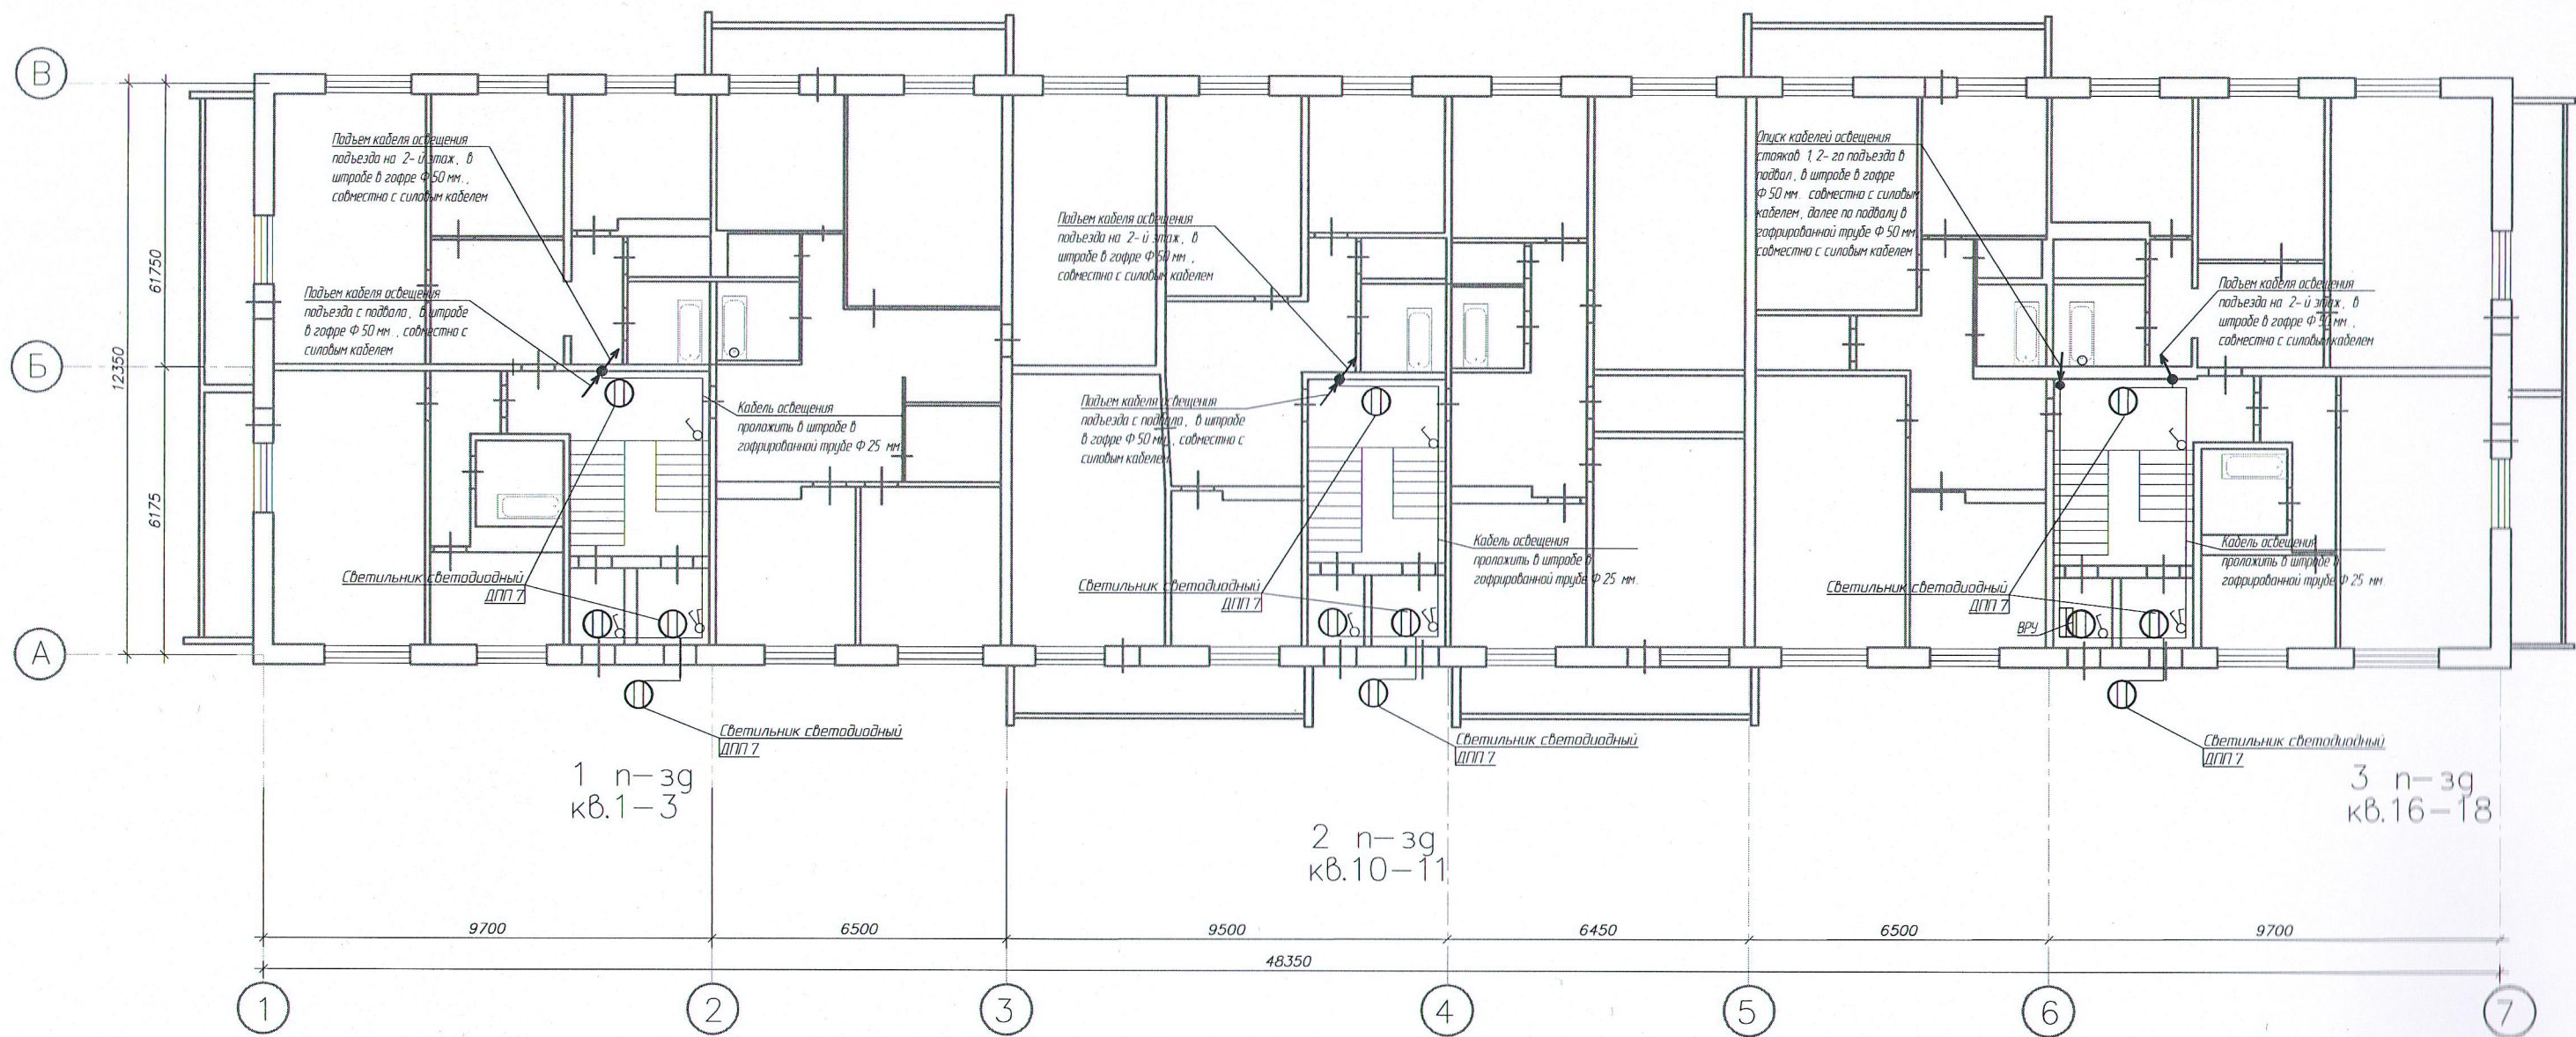 В
Б
А
12350
61750
6175
Подъем кабеля освещения
подъезда на 2-й этаж, в
штробе в гофре Ф 50 мм.,
совместно с силовым кабелем
Подъем кабеля освещения
подъезда с подвала, в штробе
в гофре Ф 50 мм., совместно с
силовым кабелем
Кабель освещения
проложить в штробе в
гофрированной трубе Ф 25 мм.
Светильник светодиодный
ДПП 7
Светильник светодиодный
ДПП 7
1 п-зд
кв.1-3
Подъем кабеля освещения
подъезда на 2-й этаж, в
штробе в гофре Ф 50 мм.,
совместно с силовым кабелем
Подъем кабеля освещения
подъезда с подвала, в штробе
в гофре Ф 50 мм., совместно с
силовым кабелем
Кабель освещения
проложить в штробе в
гофрированной трубе Ф 25 мм.
Светильник светодиодный
ДПП 7
Светильник светодиодный
ДПП 7
2 п-зд
кв.10-11
Опуск кабелей освещения
стояков 1, 2-го подъезда в
подвал, в штробе в гофре
Ф 50 мм. совместно с силовым
кабелем, далее по подвалу в
гофрированной трубе Ф 50 мм.
совместно с силовым кабелем
Подъем кабеля освещения
подъезда на 2-й этаж, в
штробе в гофре Ф 50 мм.,
совместно с силовым кабелем
Кабель освещения
проложить в штробе в
гофрированной трубе Ф 25 мм.
Светильник светодиодный
ДПП 7
ВРУ
Светильник светодиодный
ДПП 7
3 п-зд
кв.16-18
9700
6500
9500
6450
6500
9700
48350
1
2
3
4
5
6
7